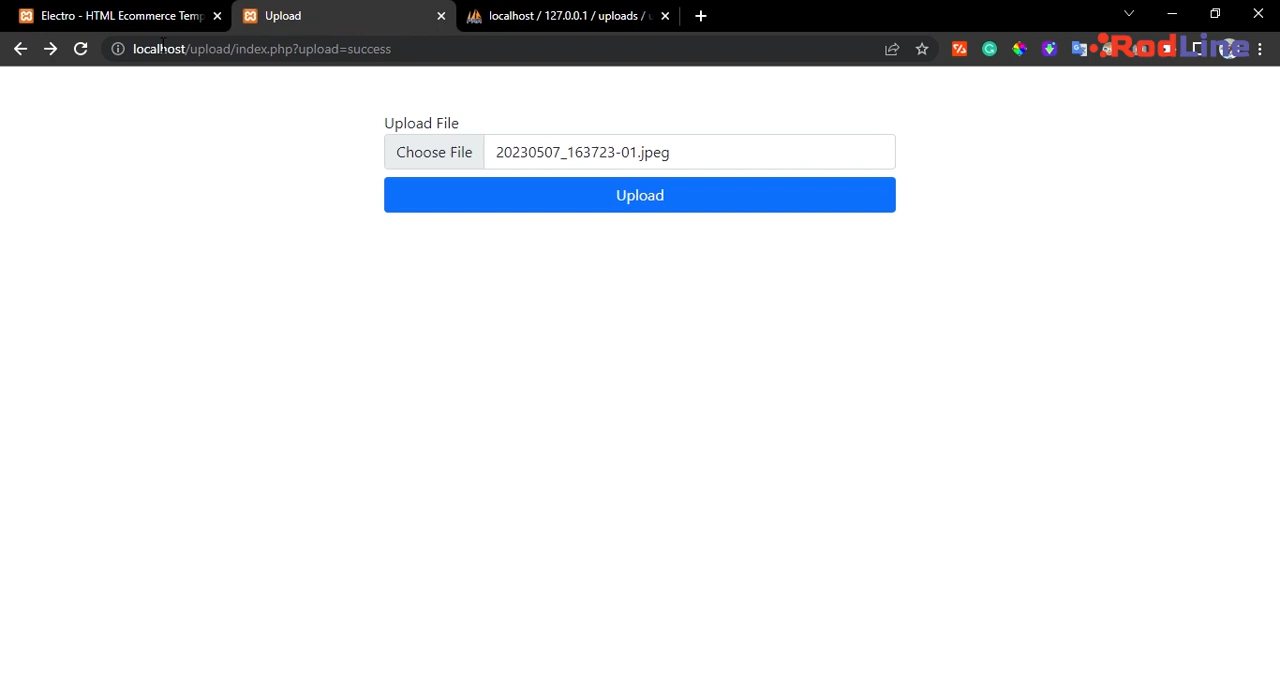 Electro - HTML Ecommerce Temp
Upload
localhost / 127.0.0.1 / uploads / u
localhost/upload/index.php?upload=success
RodLine
Upload File
Choose File
20230507_163723-01.jpeg
Upload